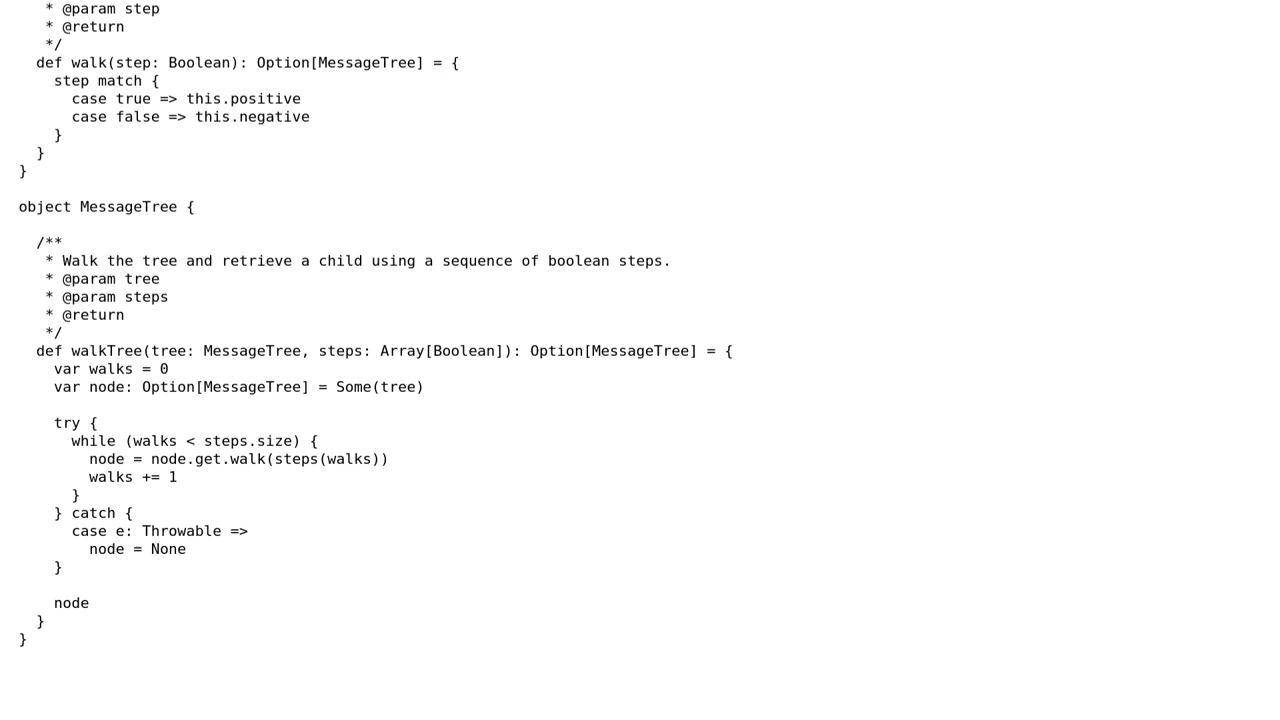 * @param step
     * @return
     */
    def walk(step: Boolean): Option[MessageTree] = {
      step match {
        case true => this.positive
        case false => this.negative
      }
    }
  }

  object MessageTree {

    /**
     * Walk the tree and retrieve a child using a sequence of boolean steps.
     * @param tree
     * @param steps
     * @return
     */
    def walkTree(tree: MessageTree, steps: Array[Boolean]): Option[MessageTree] = {
      var walks = 0
      var node: Option[MessageTree] = Some(tree)

      try {
        while (walks < steps.size) {
          node = node.get.walk(steps(walks))
          walks += 1
        }
      } catch {
        case e: Throwable =>
          node = None
      }

      node
    }
  }